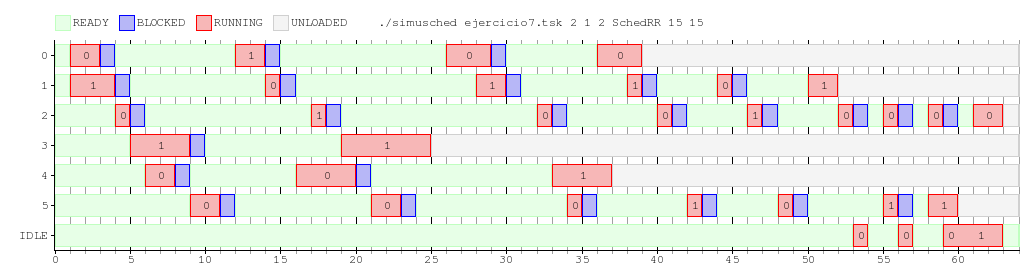 READY BLOCKED RUNNING UNLOADED ./simusched ejercicio7.tsk 2 1 2 SchedRR 15 15
0 0 1 0 0
1 1 0 1 1 0 1
2 0 1 0 0 1 0 0 0 0
3 1 1
4 0 0 1
5 0 0 0 1 0 1 1
IDLE 0 0 0 1
0 5 10 15 20 25 30 35 40 45 50 55 60